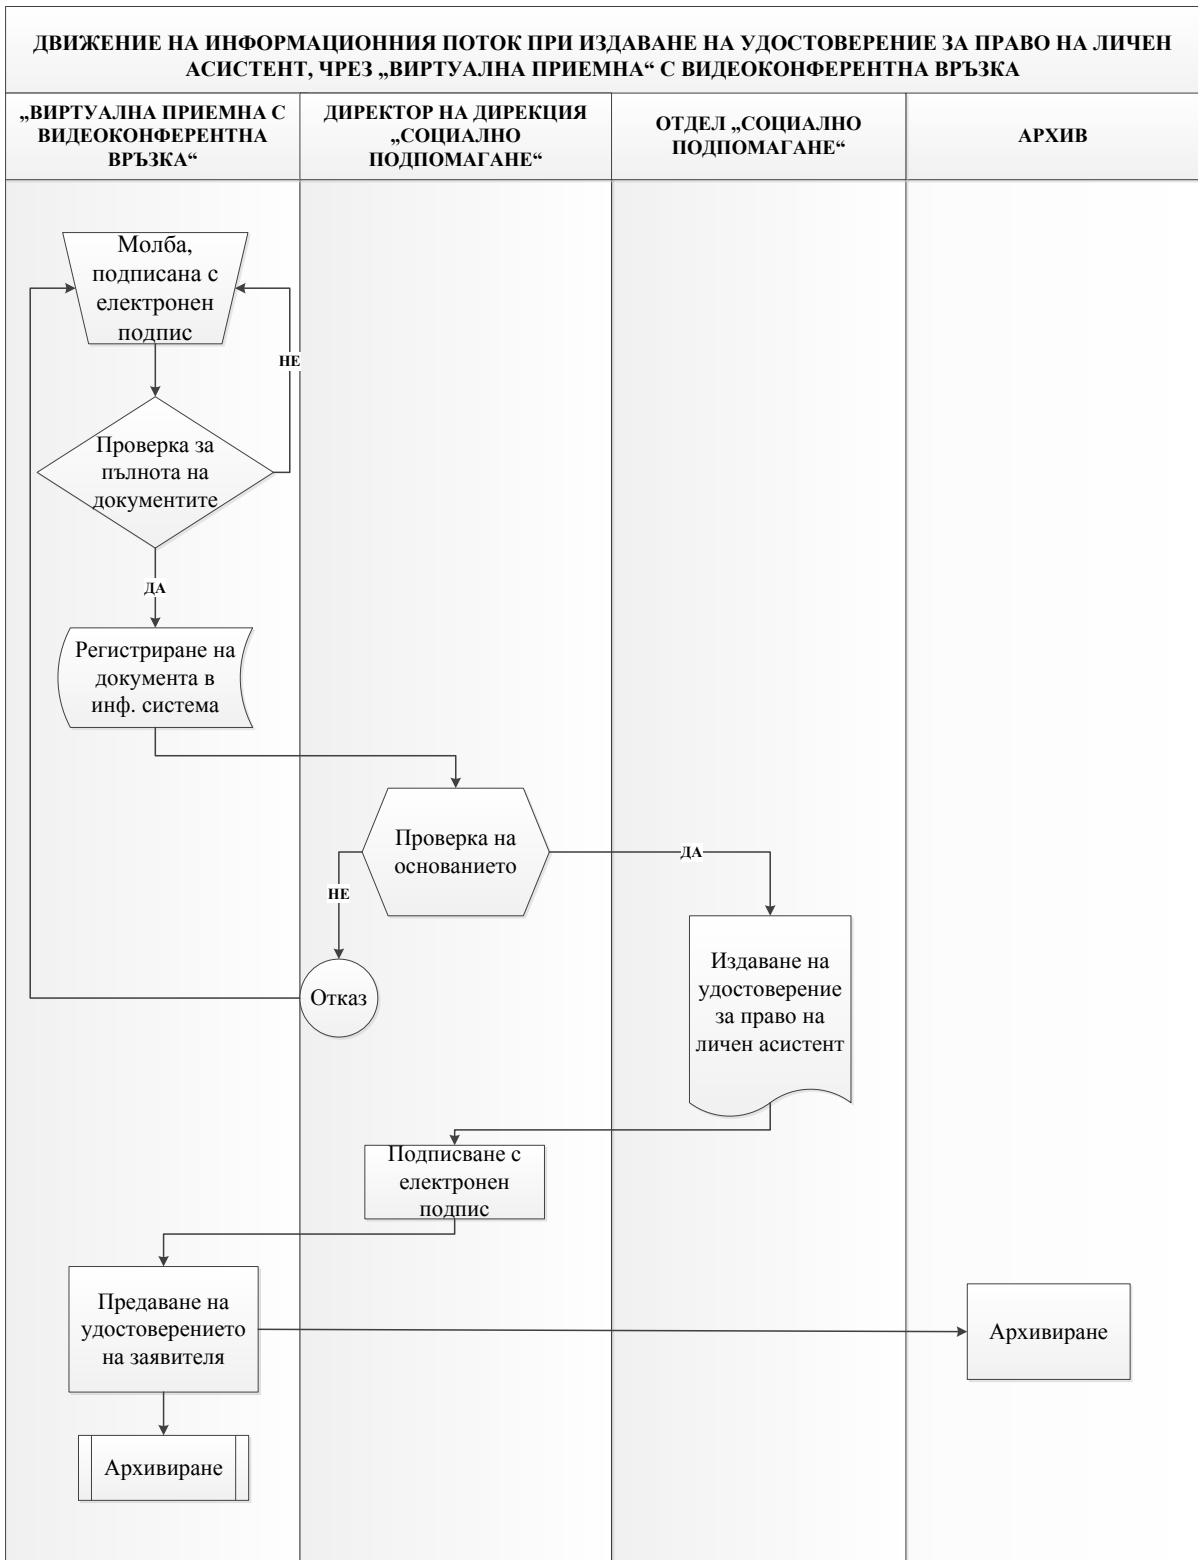 ДВИЖЕНИЕ НА ИНФОРМАЦИОННИЯ ПОТОК ПРИ ИЗДАВАНЕ НА УДОСТОВЕРЕНИЕ ЗА ПРАВО НА ЛИЧЕН
АСИСТЕНТ, ЧРЕЗ „ВИРТУАЛНА ПРИЕМНА“ С ВИДЕОКОНФЕРЕНТНА ВРЪЗКА
„ВИРТУАЛНА ПРИЕМНА С
ВИДЕОКОНФЕРЕНТНА
ВРЪЗКА“
ДИРЕКТОР НА ДИРЕКЦИЯ
„СОЦИАЛНО
ПОДПОМАГАНЕ“
ОТДЕЛ „СОЦИАЛНО
ПОДПОМАГАНЕ“
АРХИВ
Молба,
подписана с
електронен
подпис
НЕ
Проверка за
пълнота на
документите
ДА
Регистриране на
документа в
инф. система
Проверка на
основанието
ДА
НЕ
Отказ
Издаване на
удостоверение
за право на
личен асистент
Подписване с
електронен
подпис
Предаване на
удостоверението
на заявителя
Архивиране
Архивиране